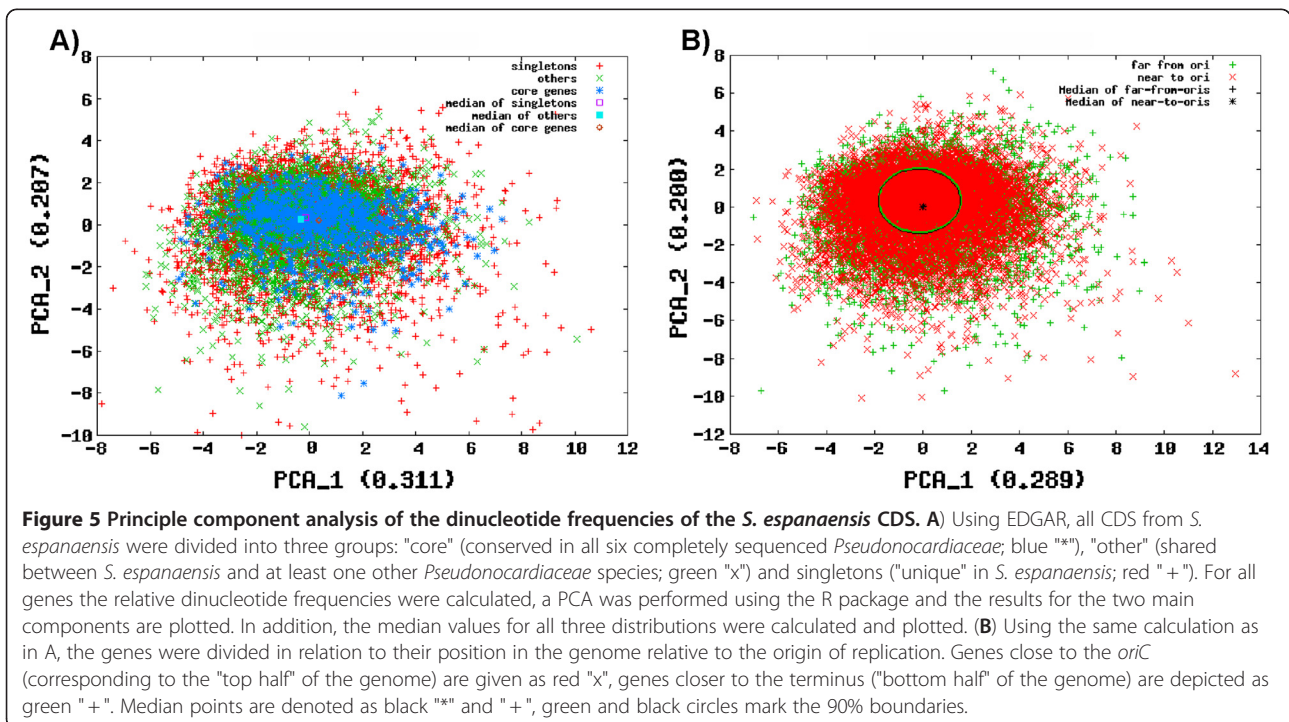 A)
singletons
others
core genes
median of singletons
median of others
median of core genes
PCA_2 (0.207)
8
6
4
2
0
-2
-4
-6
-8
-10
-8 -6 -4 -2 0 2 4 6 8 10 12
PCA_1 (0.311)
B)
far from ori
near to ori
Median of far-from-oris
Median of near-to-oris
PCA_2 (0.200)
8
6
4
2
0
-2
-4
-6
-8
-10
-12
-8 -6 -4 -2 0 2 4 6 8 10 12 14
PCA_1 (0.289)
Figure 5 Principle component analysis of the dinucleotide frequencies of the S. espanaensis CDS. A) Using EDGAR, all CDS from S.
espanaensis were divided into three groups: "core" (conserved in all six completely sequenced Pseudonocardiaceae; blue "*"), "other" (shared
between S. espanaensis and at least one other Pseudonocardiaceae species; green "x") and singletons ("unique" in S. espanaensis; red "+"). For all
genes the relative dinucleotide frequencies were calculated, a PCA was performed using the R package and the results for the two main
components are plotted. In addition, the median values for all three distributions were calculated and plotted. (B) Using the same calculation as
in A, the genes were divided in relation to their position in the genome relative to the origin of replication. Genes close to the oriC
(corresponding to the "top half" of the genome) are given as red "x", genes closer to the terminus ("bottom half" of the genome) are depicted as
green "+". Median points are denoted as black "*" and "+", green and black circles mark the 90% boundaries.